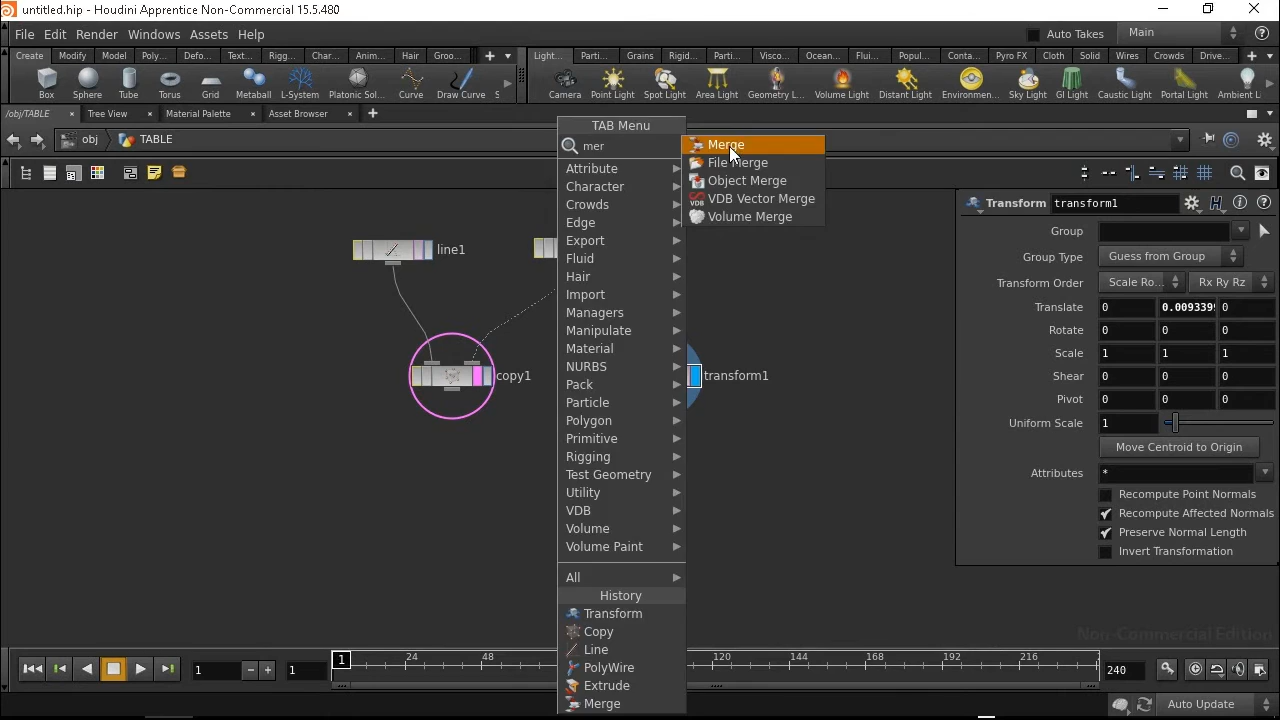 untitled.hip - Houdini Apprentice Non-Commercial 15.5.480
File Edit Render Windows Assets Help
Auto Takes Main
Create Modify Model Poly... Defo... Text... Rigg... Char... Anim... Hair Groo...
Light... Parti... Grains Rigid... Parti... Visco... Ocean... Flui... Popul... Conta... Pyro FX Cloth Solid Wires Crowds Drive...
Box Sphere Tube Torus Grid Metaball L-System Platonic Sol... Curve Draw Curve S
Camera Point Light Spot Light Area Light Geometry L... Volume Light Distant Light Environmen... Sky Light GI Light Caustic Light Portal Light Ambient L
/obj/TABLE Tree View Material Palette Asset Browser
obj TABLE
TAB Menu
mer
Attribute
Character
Crowds
Edge
Export
Fluid
Hair
Import
Managers
Manipulate
Material
NURBS
Pack
Particle
Polygon
Primitive
Rigging
Test Geometry
Utility
VDB
Volume
Volume Paint
All
History
Transform
Copy
Line
PolyWire
Extrude
Merge
Merge
File Merge
Object Merge
VDB Vector Merge
Volume Merge
line1
copy1
transform1
Transform transform1
Group
Group Type Guess from Group
Transform Order Scale Ro... Rx Ry Rz
Translate 0 0.009339 0
Rotate 0 0 0
Scale 1 1 1
Shear 0 0 0
Pivot 0 0 0
Uniform Scale 1
Move Centroid to Origin
Attributes *
Recompute Point Normals
Recompute Affected Normals
Preserve Normal Length
Invert Transformation
Non-Commercial Edition
1 1 1 24 48 120 144 168 192 216 240
Auto Update